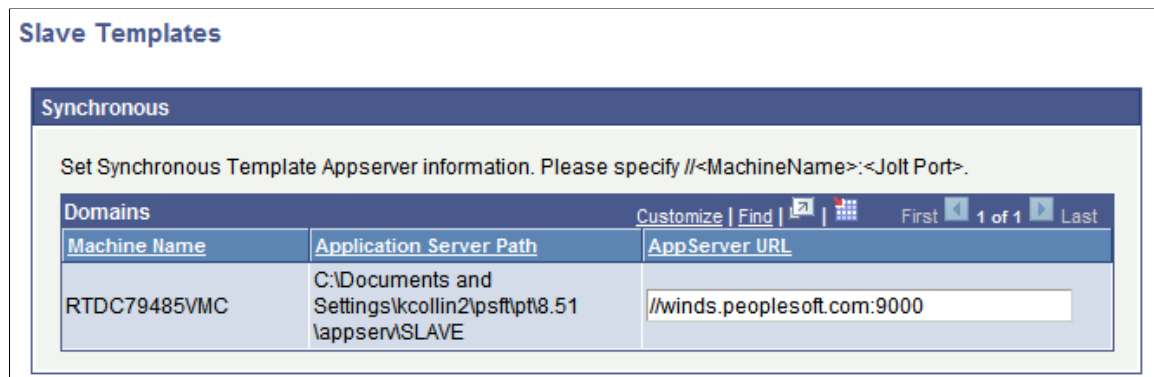 Slave Templates
Synchronous
Set Synchronous Template Appserver information. Please specify //<MachineName>:<Jolt Port>.
Domains Customize | Find | | First 1 of 1 Last
Machine Name Application Server Path AppServer URL
RTDC79485VMC C:\Documents and
Settings\kcollin2\psft\pt\8.51
\appserv\SLAVE //winds.peoplesoft.com:9000